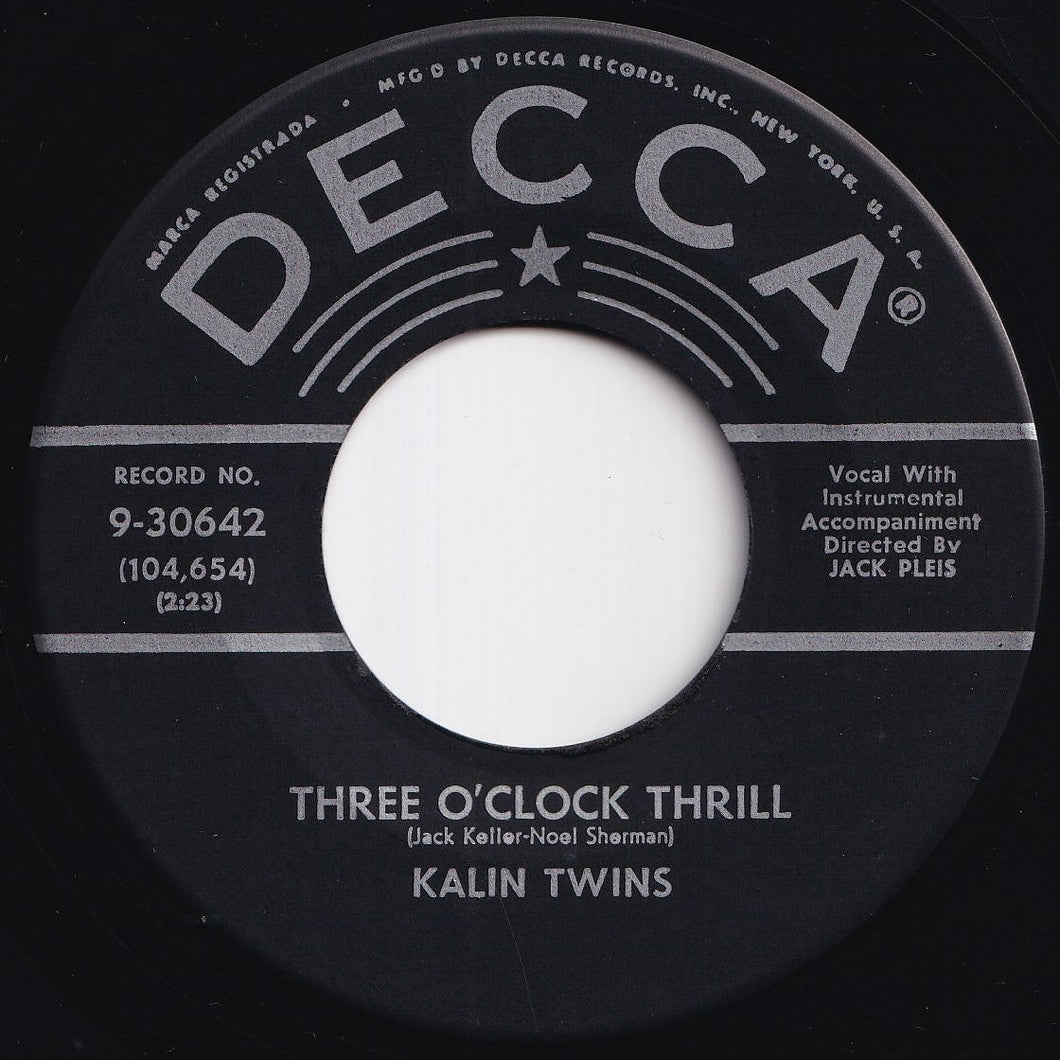 MARCA REGISTRADA • MFG'D BY DECCA RECORDS, INC., NEW YORK, U.S.A.
DECCA®
RECORD NO.
9-30642
(104,654)
(2:23)
Vocal With
Instrumental
Accompaniment
Directed By
JACK PLEIS
THREE O'CLOCK THRILL
(Jack Keller-Noel Sherman)
KALIN TWINS